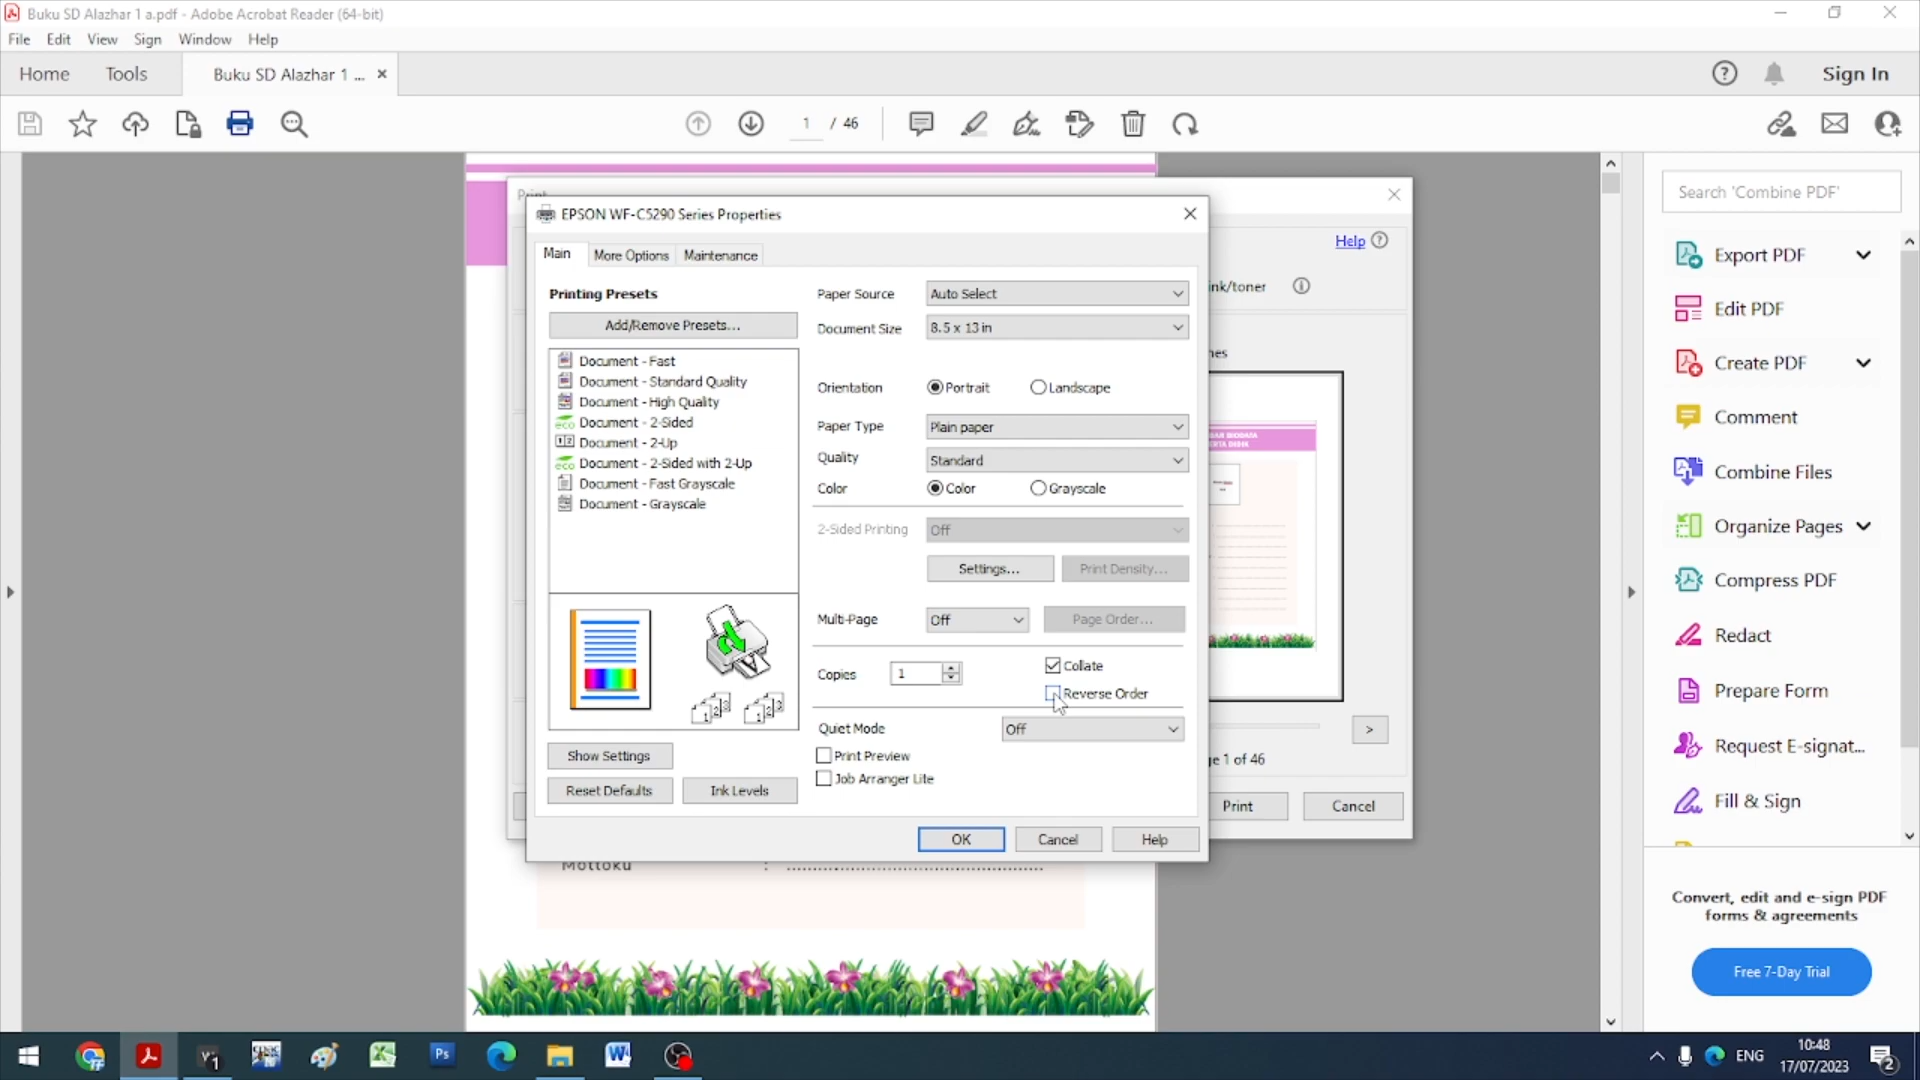 Buku SD Alazhar 1 a.pdf - Adobe Acrobat Reader (64-bit)
File Edit View Sign Window Help
Home Tools Buku SD Alazhar 1 ... Sign In
1 / 46
Print
EPSON WF-C5290 Series Properties
Main More Options Maintenance
Printing Presets
Add/Remove Presets...
Document - Fast
Document - Standard Quality
Document - High Quality
Document - 2-Sided
Document - 2-Up
Document - 2-Sided with 2-Up
Document - Fast Grayscale
Document - Grayscale
Show Settings
Reset Defaults Ink Levels
Paper Source Auto Select
Document Size 8.5 x 13 in
Orientation Portrait Landscape
Paper Type Plain paper
Quality Standard
Color Color Grayscale
2-Sided Printing Off
Settings... Print Density...
Multi-Page Off Page Order...
Copies 1 Collate
Reverse Order
Quiet Mode Off
Print Preview
Job Arranger Lite
OK Cancel Help
Help
ink/toner
BIODATA
>
1 of 46
Print Cancel
Mottoku : ........................................
Search 'Combine PDF'
Export PDF
Edit PDF
Create PDF
Comment
Combine Files
Organize Pages
Compress PDF
Redact
Prepare Form
Request E-signat...
Fill & Sign
Convert, edit and e-sign PDF
forms & agreements
Free 7-Day Trial
ENG
10:48
17/07/2023
2